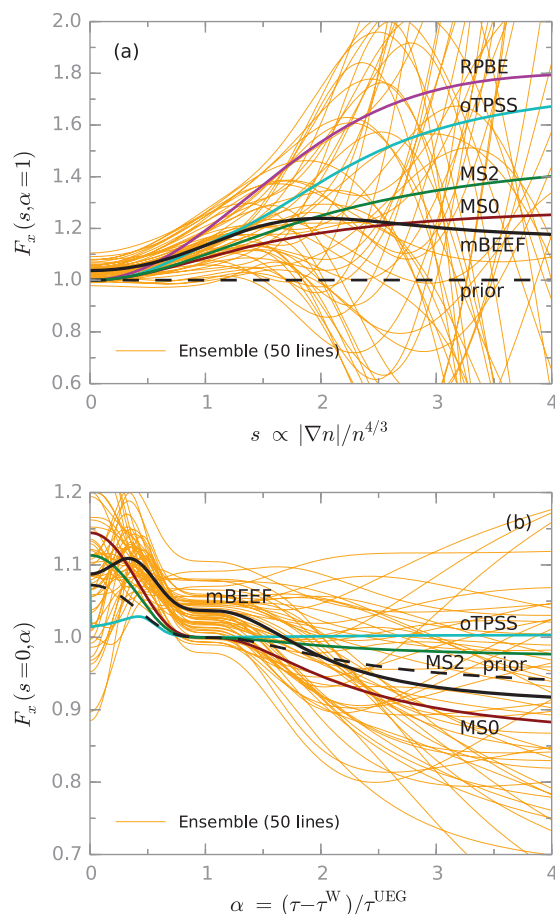 2.0
1.8
1.6
1.4
1.2
1.0
0.8
0.6
F_x(s,α=1)
(a)
RPBE
oTPSS
MS2
MS0
mBEEF
prior
Ensemble (50 lines)
0 1 2 3 4
s ∝ |∇n|/n^{4/3}
1.2
1.1
1.0
0.9
0.8
0.7
F_x(s=0,α)
(b)
mBEEF
oTPSS
MS2 prior
MS0
Ensemble (50 lines)
0 1 2 3 4
α = (τ−τ^W)/τ^{UEG}